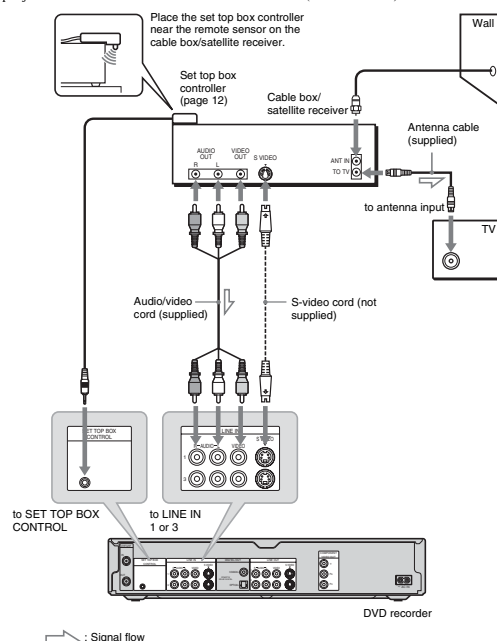 Place the set top box controller
near the remote sensor on the
cable box/satellite receiver.
Wall
Set top box
controller
(page 12)
Cable box/
satellite receiver
Antenna cable
(supplied)
AUDIO
OUT
R L
VIDEO
OUT
S VIDEO
ANT IN
TO TV
to antenna input
TV
Audio/video
cord (supplied)
S-video cord (not
supplied)
SET TOP BOX
CONTROL
LINE IN
R AUDIO L
VIDEO
S VIDEO
1
3
to SET TOP BOX
CONTROL
to LINE IN
1 or 3
DVD recorder
: Signal flow